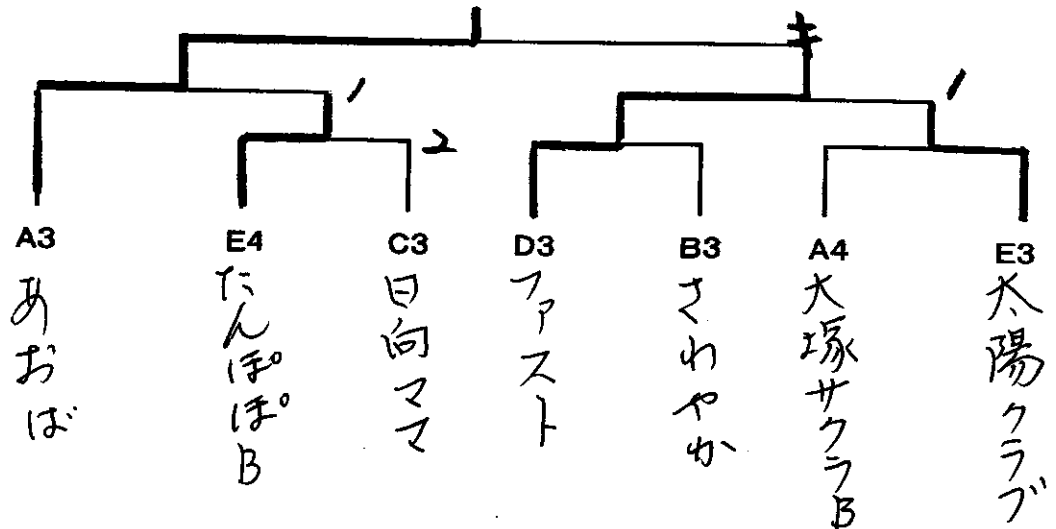 1
2
1
A3
E4
C3
D3
B3
A4
E3
あおば
たんぽぽB
日向ママ
ファスト
さわやか
大塚サクラB
太陽クラブ